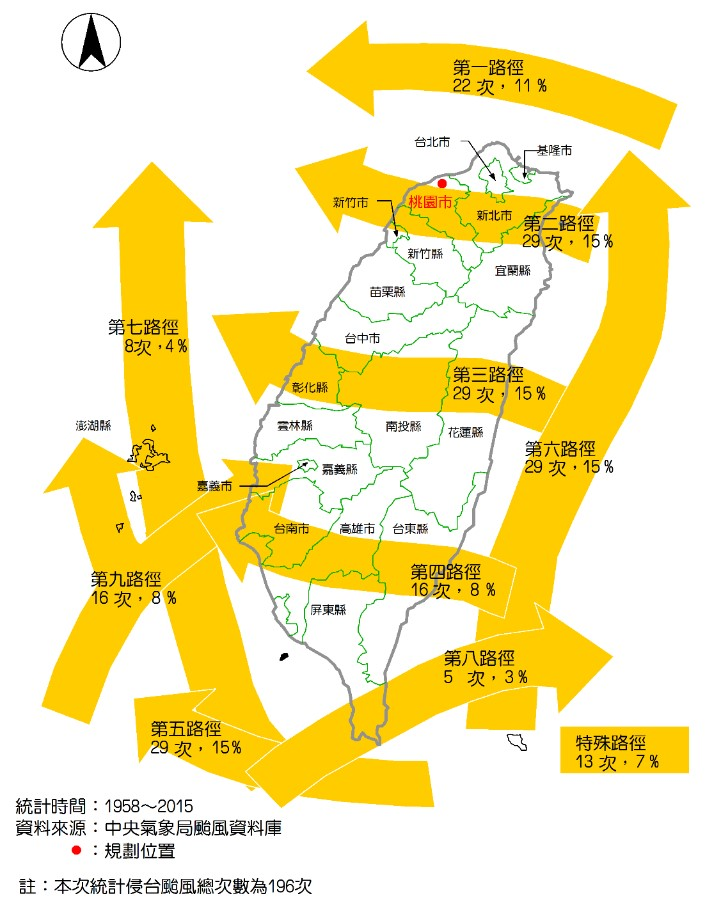 第一路徑
22 次，11 %
台北市
基隆市
新竹市
桃園市
新北市
第二路徑
29 次，15%
新竹縣
宜蘭縣
苗栗縣
第七路徑
8次，4%
台中市
第三路徑
29 次，15%
彰化縣
澎湖縣
雲林縣
南投縣
花蓮縣
第六路徑
29 次，15%
嘉義縣
嘉義市
台南市
高雄市
台東縣
第九路徑
16 次，8 %
第四路徑
16 次，8 %
屏東縣
第八路徑
5 次，3 %
第五路徑
29 次，15%
特殊路徑
13 次，7 %
統計時間：1958～2015
資料來源：中央氣象局颱風資料庫
：規劃位置
註：本次統計侵台颱風總次數為196次